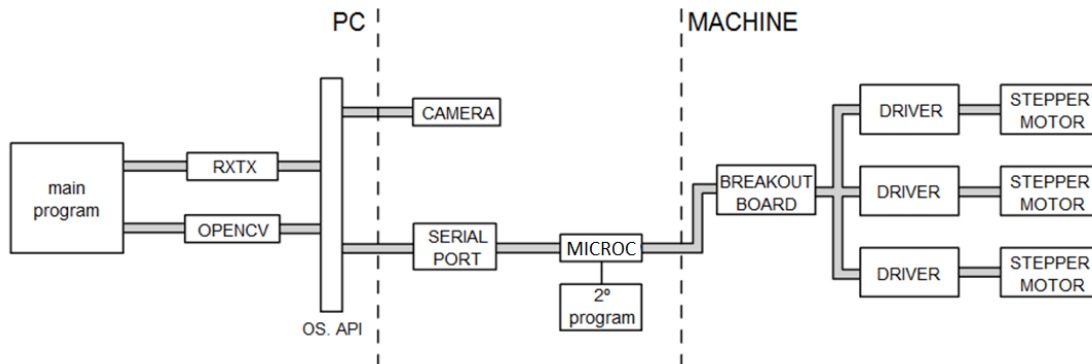 PC
MACHINE
CAMERA
main
program
RXTX
OPENCV
OS. API
SERIAL
PORT
MICROC
2º
program
BREAKOUT
BOARD
DRIVER
STEPPER
MOTOR
DRIVER
STEPPER
MOTOR
DRIVER
STEPPER
MOTOR